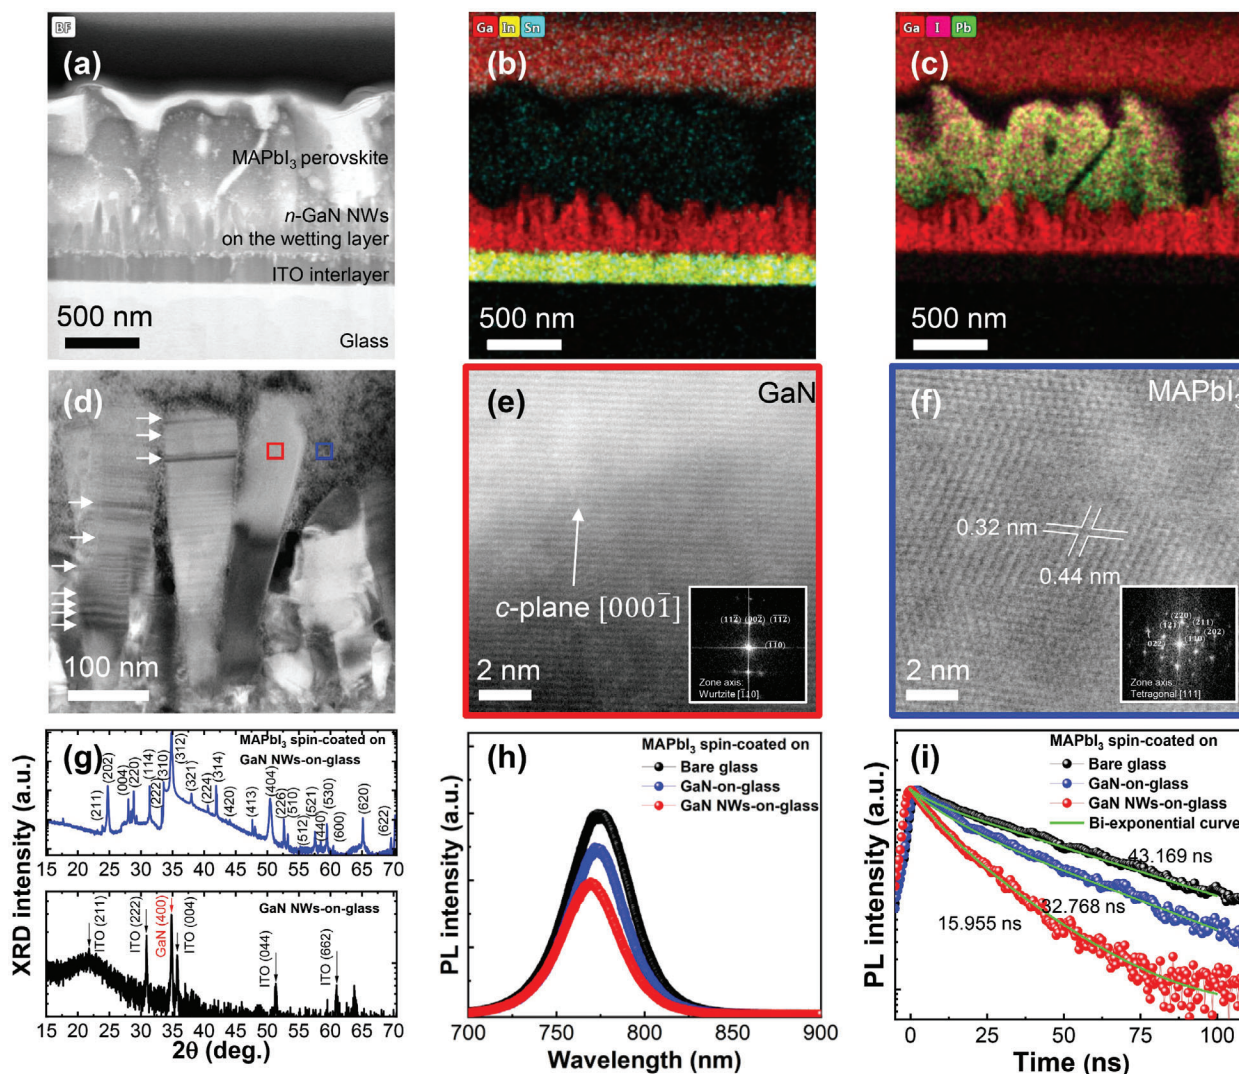 BF
(a)
MAPbI₃ perovskite
n-GaN NWs
on the wetting layer
ITO interlayer
500 nm
Glass
Ga In Sn
(b)
500 nm
Ga I Pb
(c)
500 nm
(d)
100 nm
(e)
GaN
c-plane [0001̅]
2 nm
(112̅) (002̅) (1̅1̅2̅)
(1̅1̅0)
Zone axis:
Wurtzite [1̅10]
(f)
MAPbI₃
0.32 nm
0.44 nm
2 nm
Zone axis:
Tetragonal [111]
(g)
MAPbI₃ spin-coated on
GaN NWs-on-glass
(211)
(202)
(004)
(220)
(114)
(222)
(310)
(312)
(321)
(224)
(314)
(420)
(413)
(404)
(226)
(510)
(512)
(521)
(440)
(530)
(600)
(620)
(622)
15 20 25 30 35 40 45 50 55 60 65 70
GaN NWs-on-glass
ITO (211)
ITO (222)
GaN (400)
ITO (004)
ITO (044)
ITO (662)
15 20 25 30 35 40 45 50 55 60 65 70
2θ (deg.)
XRD intensity (a.u.)
(h)
MAPbI₃ spin-coated on
Bare glass
GaN-on-glass
GaN NWs-on-glass
PL intensity (a.u.)
700 750 800 850 900
Wavelength (nm)
(i)
MAPbI₃ spin-coated on
Bare glass
GaN-on-glass
GaN NWs-on-glass
Bi-exponential curve
43.169 ns
32.768 ns
15.955 ns
PL intensity (a.u.)
0 25 50 75 100
Time (ns)